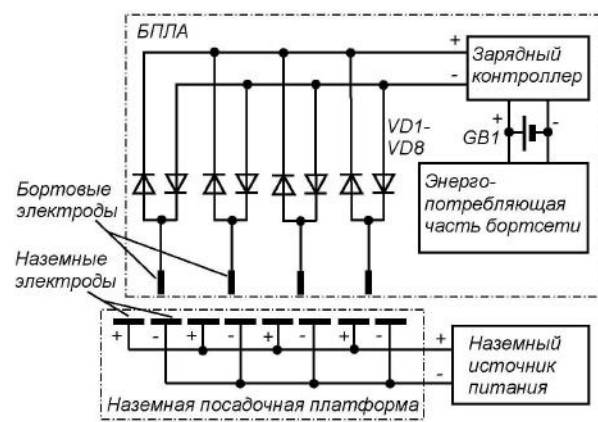 БПЛА
+
Зарядный
контроллер
-
VD1-
VD8
+
-
GB1
Энерго-
потребляющая
часть бортсети
Бортовые
электроды
Наземные
электроды
+ - + - + - + -
+
-
Наземный
источник
питания
Наземная посадочная платформа